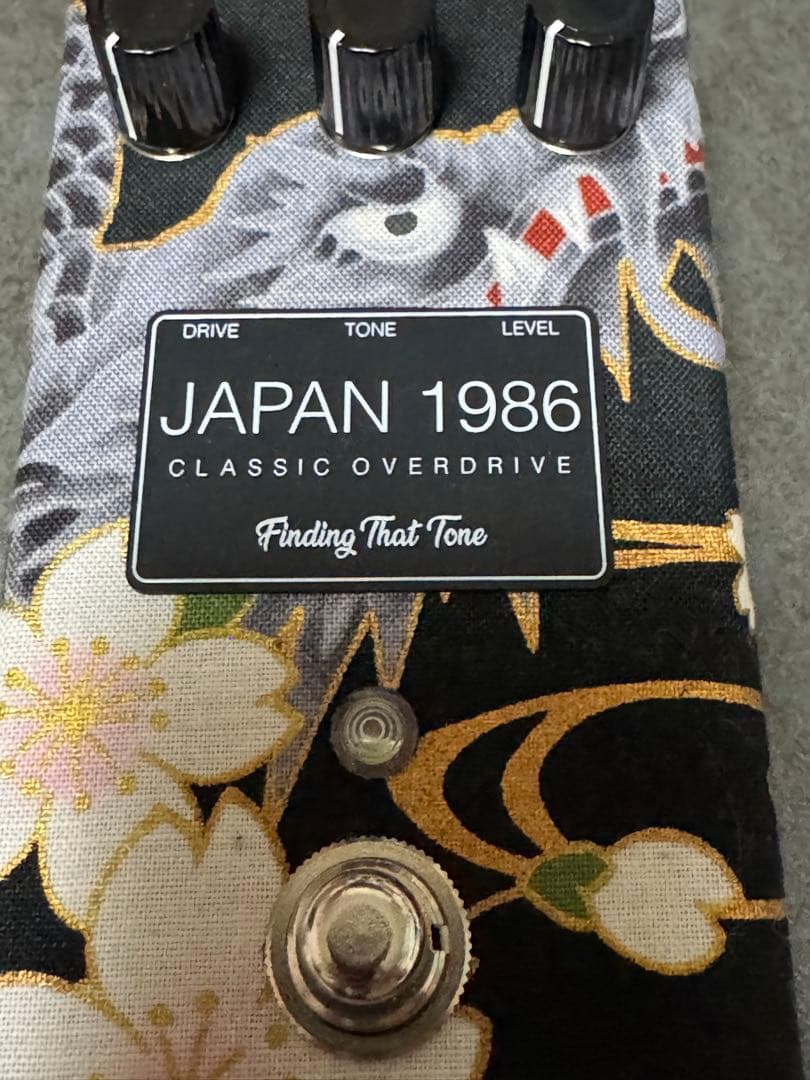 DRIVE TONE LEVEL
JAPAN 1986
CLASSIC OVERDRIVE
Finding That Tone